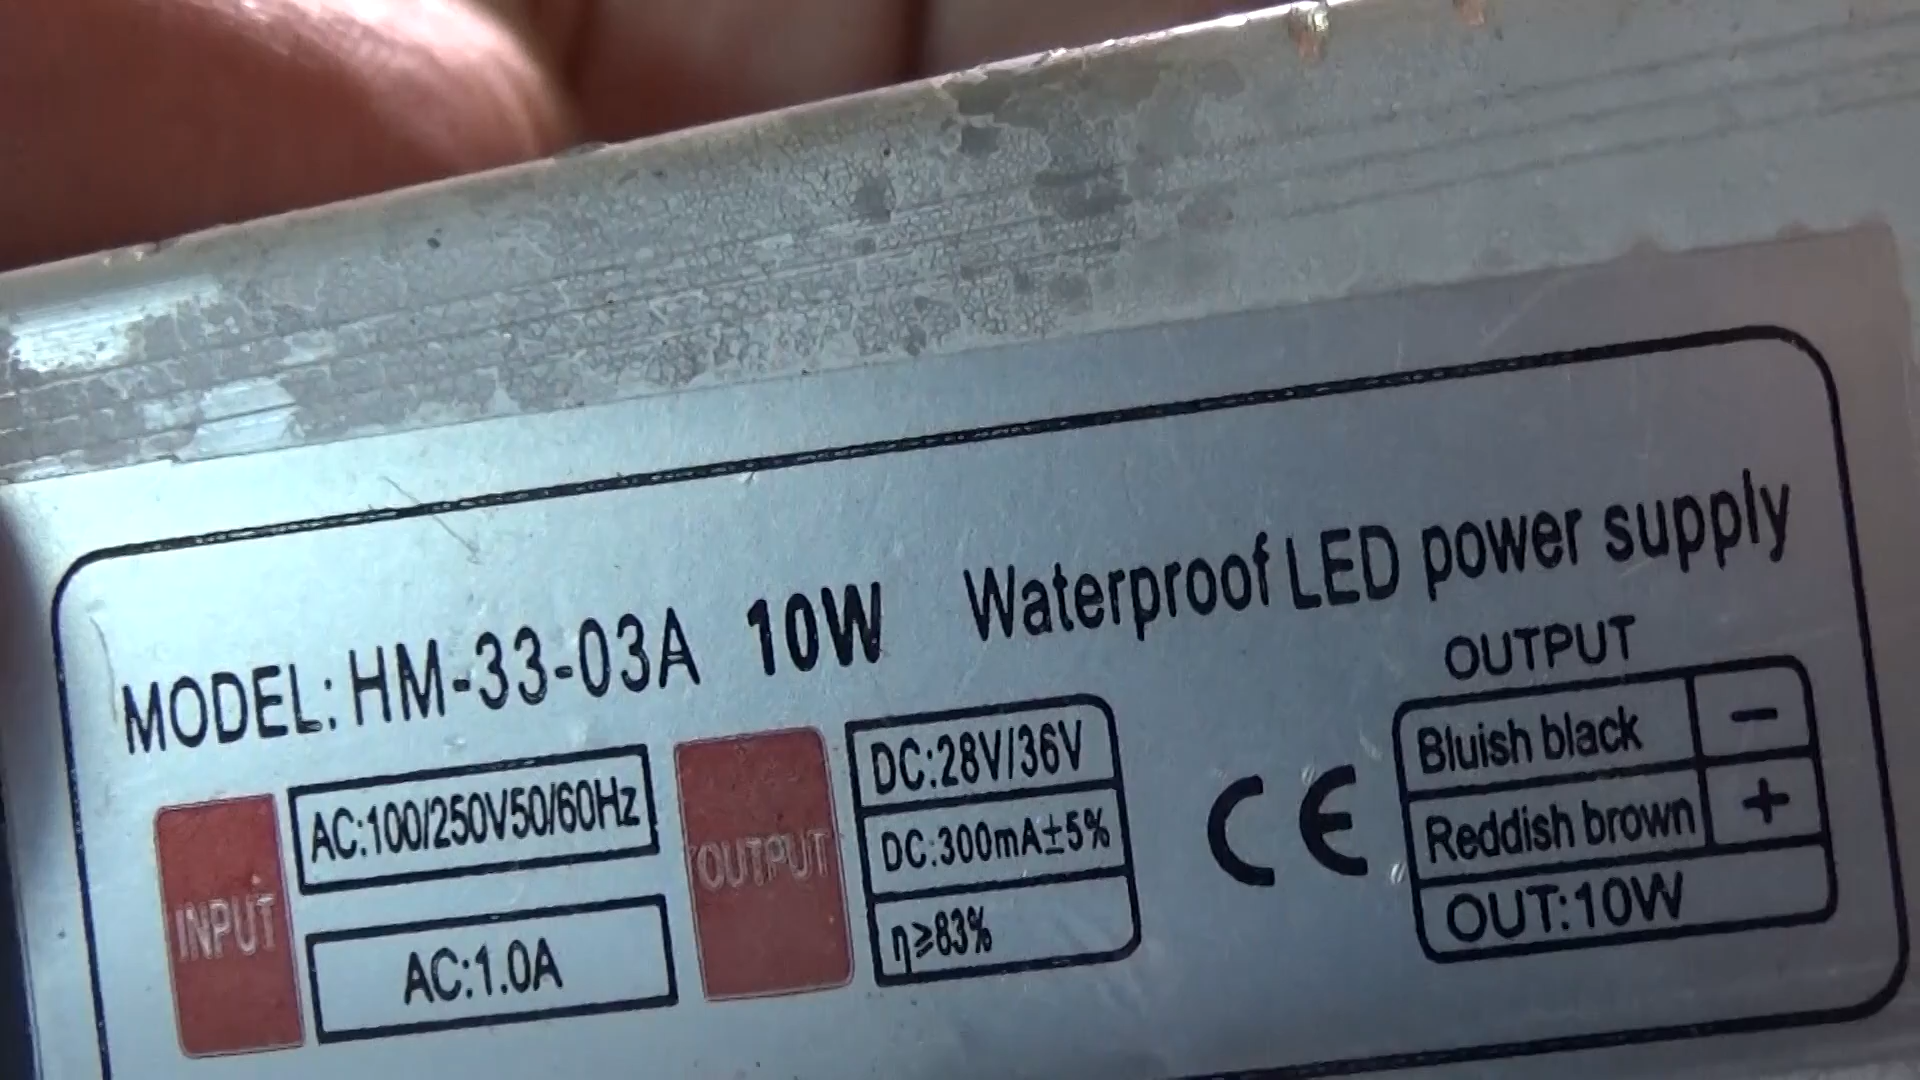 MODEL: HM-33-03A 10W Waterproof LED power supply
INPUT
AC:100/250V50/60Hz
AC:1.0A
OUTPUT
DC:28V/36V
DC:300mA±5%
η≥83%
CE
OUTPUT
Bluish black −
Reddish brown +
OUT:10W